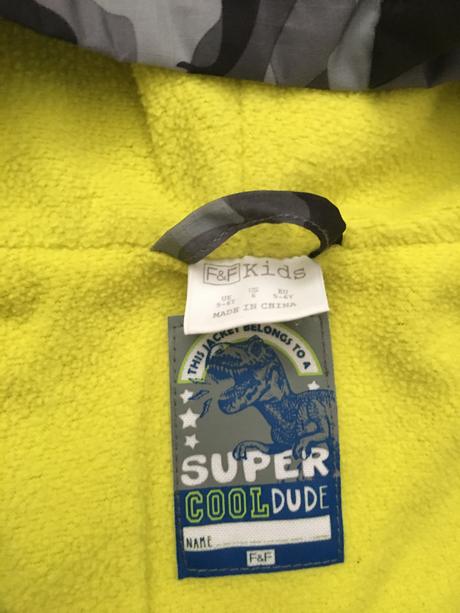 F&F Kids
UK US EU
5-6Y 6 5-6Y
MADE IN CHINA
THIS JACKET BELONGS TO A
SUPER
COOL DUDE
NAME
F&F